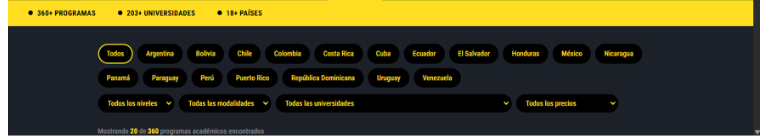 360+ PROGRAMAS 203+ UNIVERSIDADES 18+ PAÍSES
Todos Argentina Bolivia Chile Colombia Costa Rica Cuba Ecuador El Salvador Honduras México Nicaragua
Panamá Paraguay Perú Puerto Rico República Dominicana Uruguay Venezuela
Todos los niveles Todas las modalidades Todas las universidades Todos los precios
Mostrando 20 de 360 programas académicos encontrados